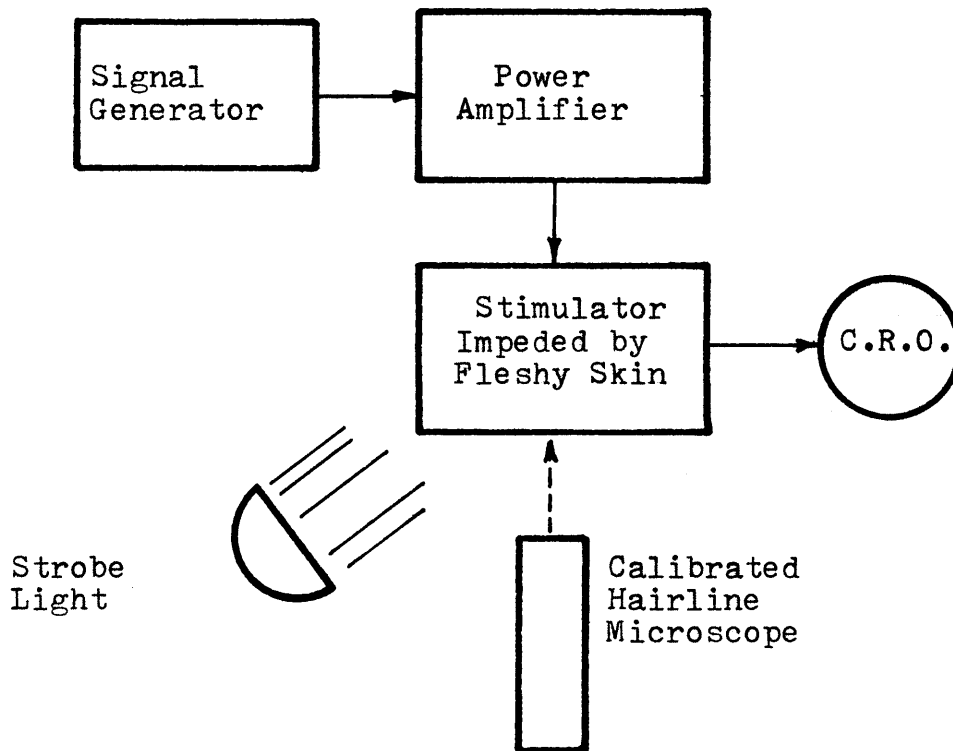 Signal
Generator
Power
Amplifier
Stimulator
Impeded by
Fleshy Skin
C.R.O.
Strobe
Light
Calibrated
Hairline
Microscope